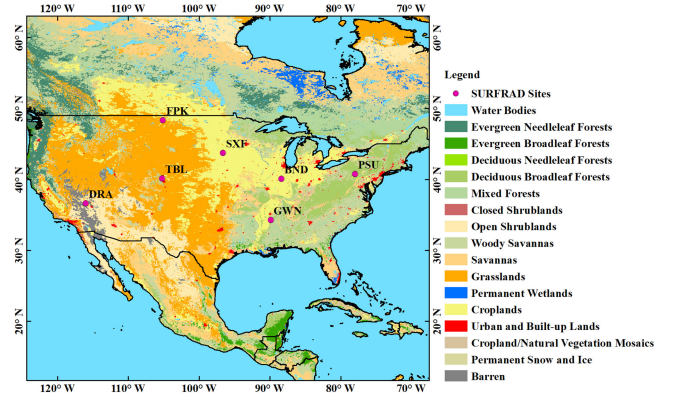 120° W 110° W 100° W 90° W 80° W 70° W
60° N 60° N
50° N 50° N
40° N 40° N
30° N 30° N
20° N 20° N
FPK
SXF
TBL
BND
PSU
DRA
GWN
120° W 110° W 100° W 90° W 80° W 70° W
Legend
SURFRAD Sites
Water Bodies
Evergreen Needleleaf Forests
Evergreen Broadleaf Forests
Deciduous Needleleaf Forests
Deciduous Broadleaf Forests
Mixed Forests
Closed Shrublands
Open Shrublands
Woody Savannas
Savannas
Grasslands
Permanent Wetlands
Croplands
Urban and Built-up Lands
Cropland/Natural Vegetation Mosaics
Permanent Snow and Ice
Barren